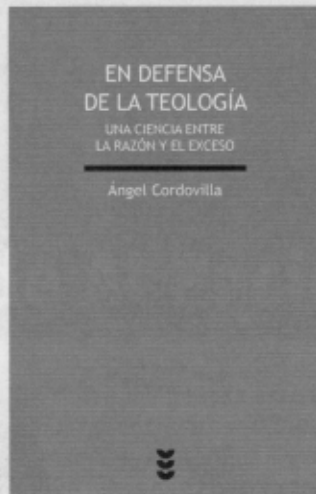 EN DEFENSA
DE LA TEOLOGÍA
UNA CIENCIA ENTRE
LA RAZÓN Y EL EXCESO
Ángel Cordovilla